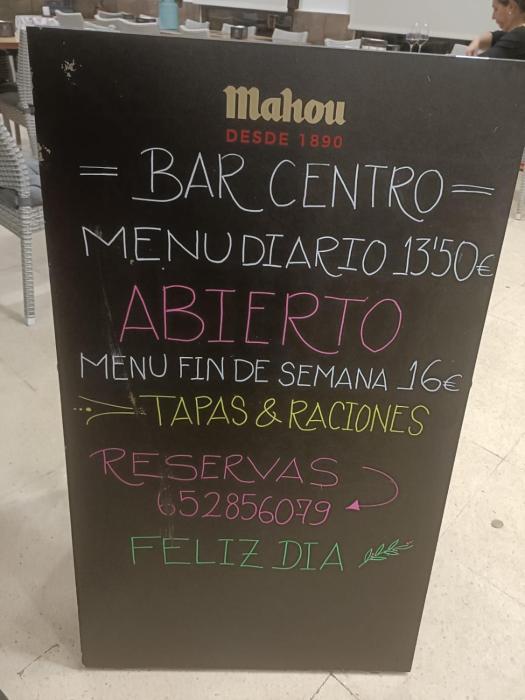 Mahou
DESDE 1890
= BAR CENTRO =
MENU DIARIO 13'50€
ABIERTO
MENU FIN DE SEMANA 16€
TAPAS & RACIONES
RESERVAS
652856079
FELIZ DIA